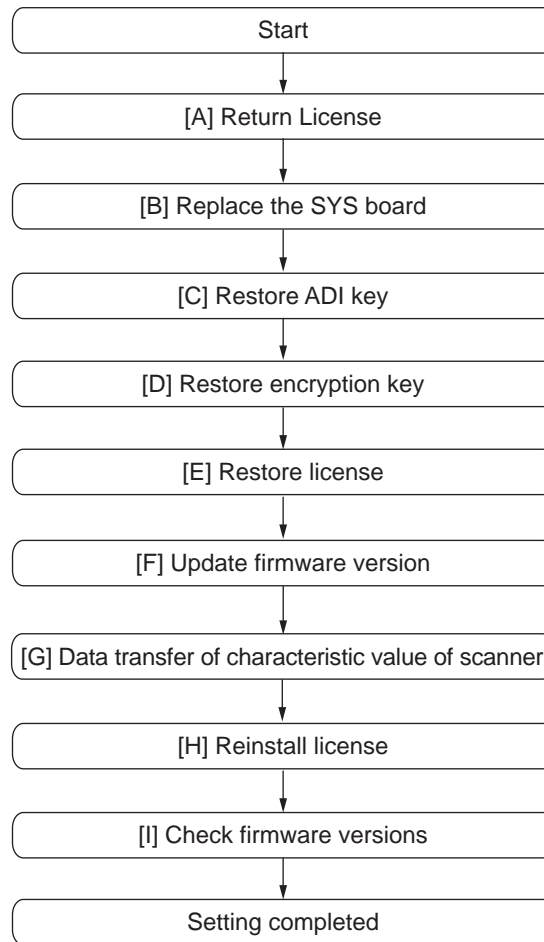 Start
[A] Return License
[B] Replace the SYS board
[C] Restore ADI key
[D] Restore encryption key
[E] Restore license
[F] Update firmware version
[G] Data transfer of characteristic value of scanner
[H] Reinstall license
[I] Check firmware versions
Setting completed